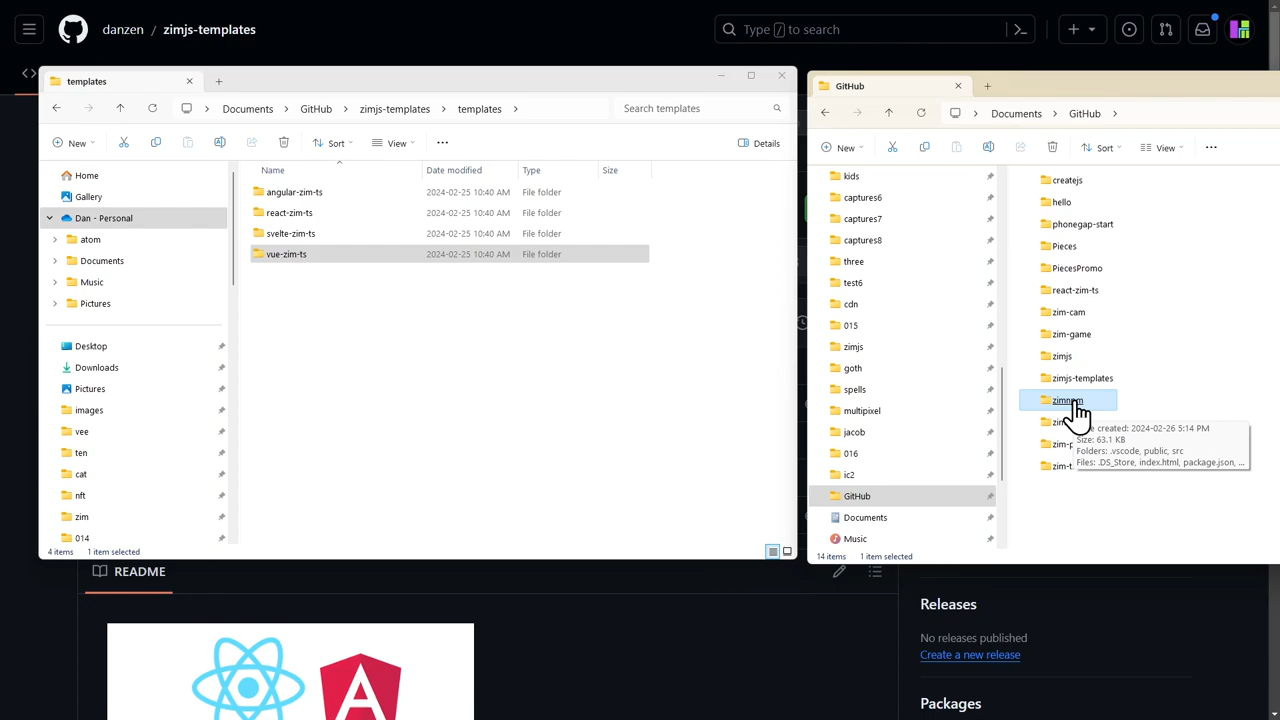 danzen / zimjs-templates
Type / to search
templates
Documents > GitHub > zimjs-templates > templates >
Search templates
New
Sort
View
Details
Name
Date modified
Type
Size
Home
Gallery
Dan - Personal
atom
Documents
Music
Pictures
Desktop
Downloads
Pictures
images
vee
ten
cat
nft
zim
014
angular-zim-ts 2024-02-25 10:40 AM File folder
react-zim-ts 2024-02-25 10:40 AM File folder
svelte-zim-ts 2024-02-25 10:40 AM File folder
vue-zim-ts 2024-02-25 10:40 AM File folder
4 items 1 item selected
GitHub
Documents > GitHub >
New
Sort
View
kids
captures6
captures7
captures8
three
test6
cdn
015
zimjs
goth
spells
multipixel
jacob
016
ic2
GitHub
Documents
Music
createjs
hello
phonegap-start
Pieces
PiecesPromo
react-zim-ts
zim-cam
zim-game
zimjs
zimjs-templates
created: 2024-02-26 5:14 PM
Size: 63.1 KB
Folders: .vscode, public, src
Files: .DS_Store, index.html, package.json, ...
14 items 1 item selected
README
Releases
No releases published
Create a new release
Packages